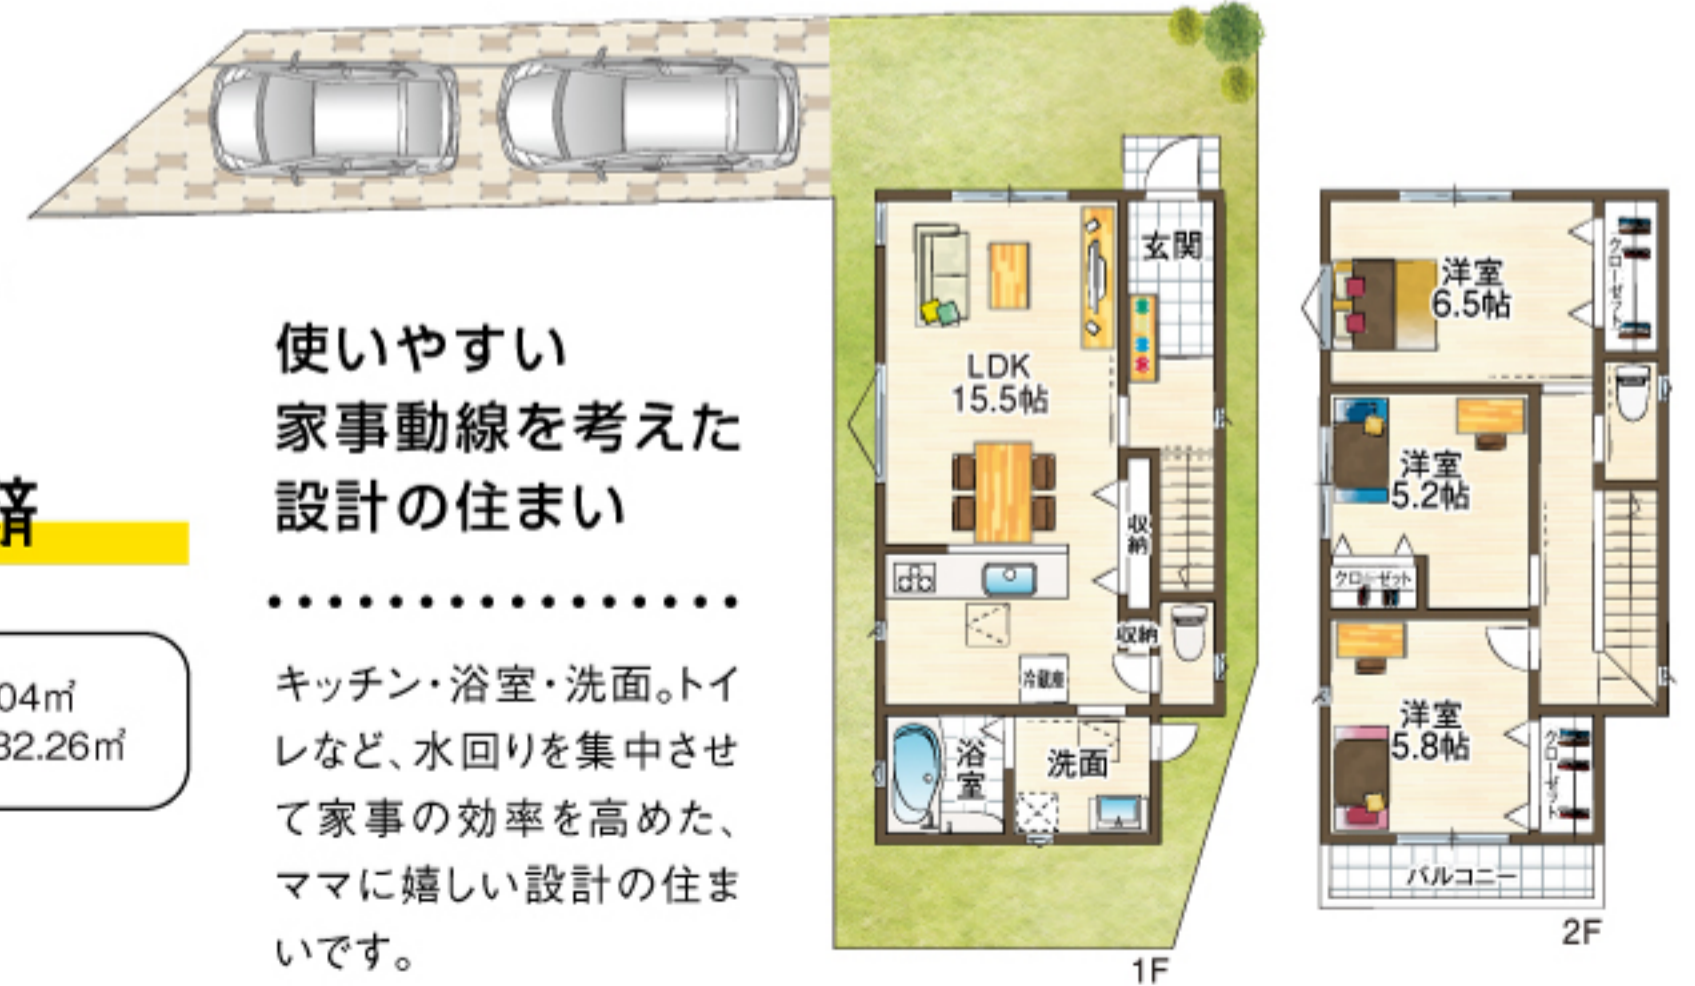 使いやすい
家事動線を考えた
設計の住まい
済
04㎡
82.26㎡
キッチン・浴室・洗面。トイ
レなど、水回りを集中させ
て家事の効率を高めた、
ママに嬉しい設計の住ま
いです。
玄関
LDK
15.5帖
収納
収納
冷蔵庫
浴室
洗面
1F
洋室
6.5帖
クローゼット
洋室
5.2帖
クローゼット
洋室
5.8帖
クローゼット
バルコニー
2F